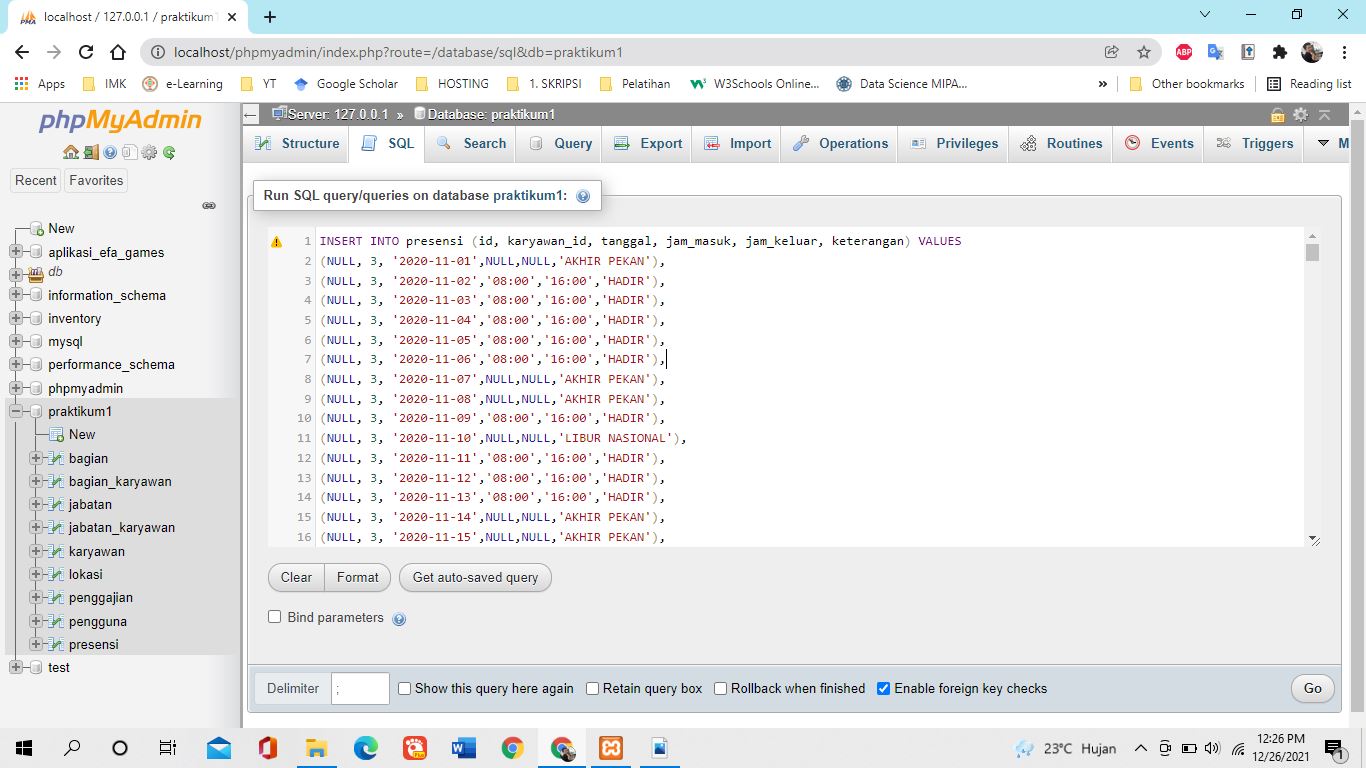 localhost / 127.0.0.1 / praktikum1
localhost/phpmyadmin/index.php?route=/database/sql&db=praktikum1
Apps IMK e-Learning YT Google Scholar HOSTING 1. SKRIPSI Pelatihan W3Schools Online... Data Science MIPA... » Other bookmarks Reading list
phpMyAdmin
Recent Favorites
New
aplikasi_efa_games
db
information_schema
inventory
mysql
performance_schema
phpmyadmin
praktikum1
New
bagian
bagian_karyawan
jabatan
jabatan_karyawan
karyawan
lokasi
penggajian
pengguna
presensi
test
Server: 127.0.0.1 » Database: praktikum1
Structure SQL Search Query Export Import Operations Privileges Routines Events Triggers M
Run SQL query/queries on database praktikum1:
1 INSERT INTO presensi (id, karyawan_id, tanggal, jam_masuk, jam_keluar, keterangan) VALUES
2 (NULL, 3, '2020-11-01',NULL,NULL,'AKHIR PEKAN'),
3 (NULL, 3, '2020-11-02','08:00','16:00','HADIR'),
4 (NULL, 3, '2020-11-03','08:00','16:00','HADIR'),
5 (NULL, 3, '2020-11-04','08:00','16:00','HADIR'),
6 (NULL, 3, '2020-11-05','08:00','16:00','HADIR'),
7 (NULL, 3, '2020-11-06','08:00','16:00','HADIR'),
8 (NULL, 3, '2020-11-07',NULL,NULL,'AKHIR PEKAN'),
9 (NULL, 3, '2020-11-08',NULL,NULL,'AKHIR PEKAN'),
10 (NULL, 3, '2020-11-09','08:00','16:00','HADIR'),
11 (NULL, 3, '2020-11-10',NULL,NULL,'LIBUR NASIONAL'),
12 (NULL, 3, '2020-11-11','08:00','16:00','HADIR'),
13 (NULL, 3, '2020-11-12','08:00','16:00','HADIR'),
14 (NULL, 3, '2020-11-13','08:00','16:00','HADIR'),
15 (NULL, 3, '2020-11-14',NULL,NULL,'AKHIR PEKAN'),
16 (NULL, 3, '2020-11-15',NULL,NULL,'AKHIR PEKAN'),
Clear Format Get auto-saved query
Bind parameters
Delimiter ; Show this query here again Retain query box Rollback when finished Enable foreign key checks Go
23°C Hujan
12:26 PM
12/26/2021
1